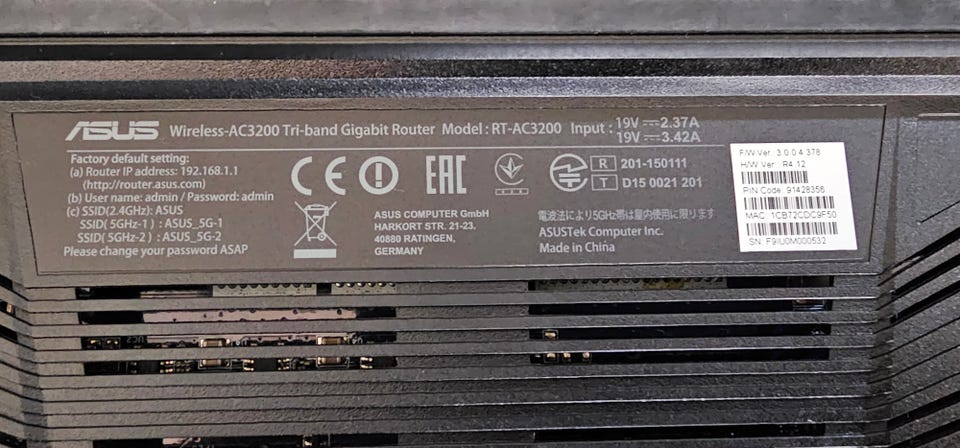 ASUS Wireless-AC3200 Tri-band Gigabit Router Model : RT-AC3200 Input : 19V 2.37A
19V 3.42A
Factory default setting:
(a) Router IP address: 192.168.1.1
(http://router.asus.com)
(b) User name: admin / Password: admin
(c) SSID(2.4GHz): ASUS
SSID( 5GHz-1 ) : ASUS_5G-1
SSID( 5GHz-2 ) : ASUS_5G-2
Please change your password ASAP
CE
EAC
ASUS COMPUTER GmbH
HARKORT STR. 21-23.
40880 RATINGEN,
GERMANY
R 201-150111
T D15 0021 201
電波法により5GHz帯は屋内使用に限ります
ASUSTek Computer Inc.
Made in China
F/W Ver: 3.0.0.4.378
H/W Ver: R4.12
PIN Code: 91428356
MAC: 1CB72CDC9F50
SN: F9IU0M000532